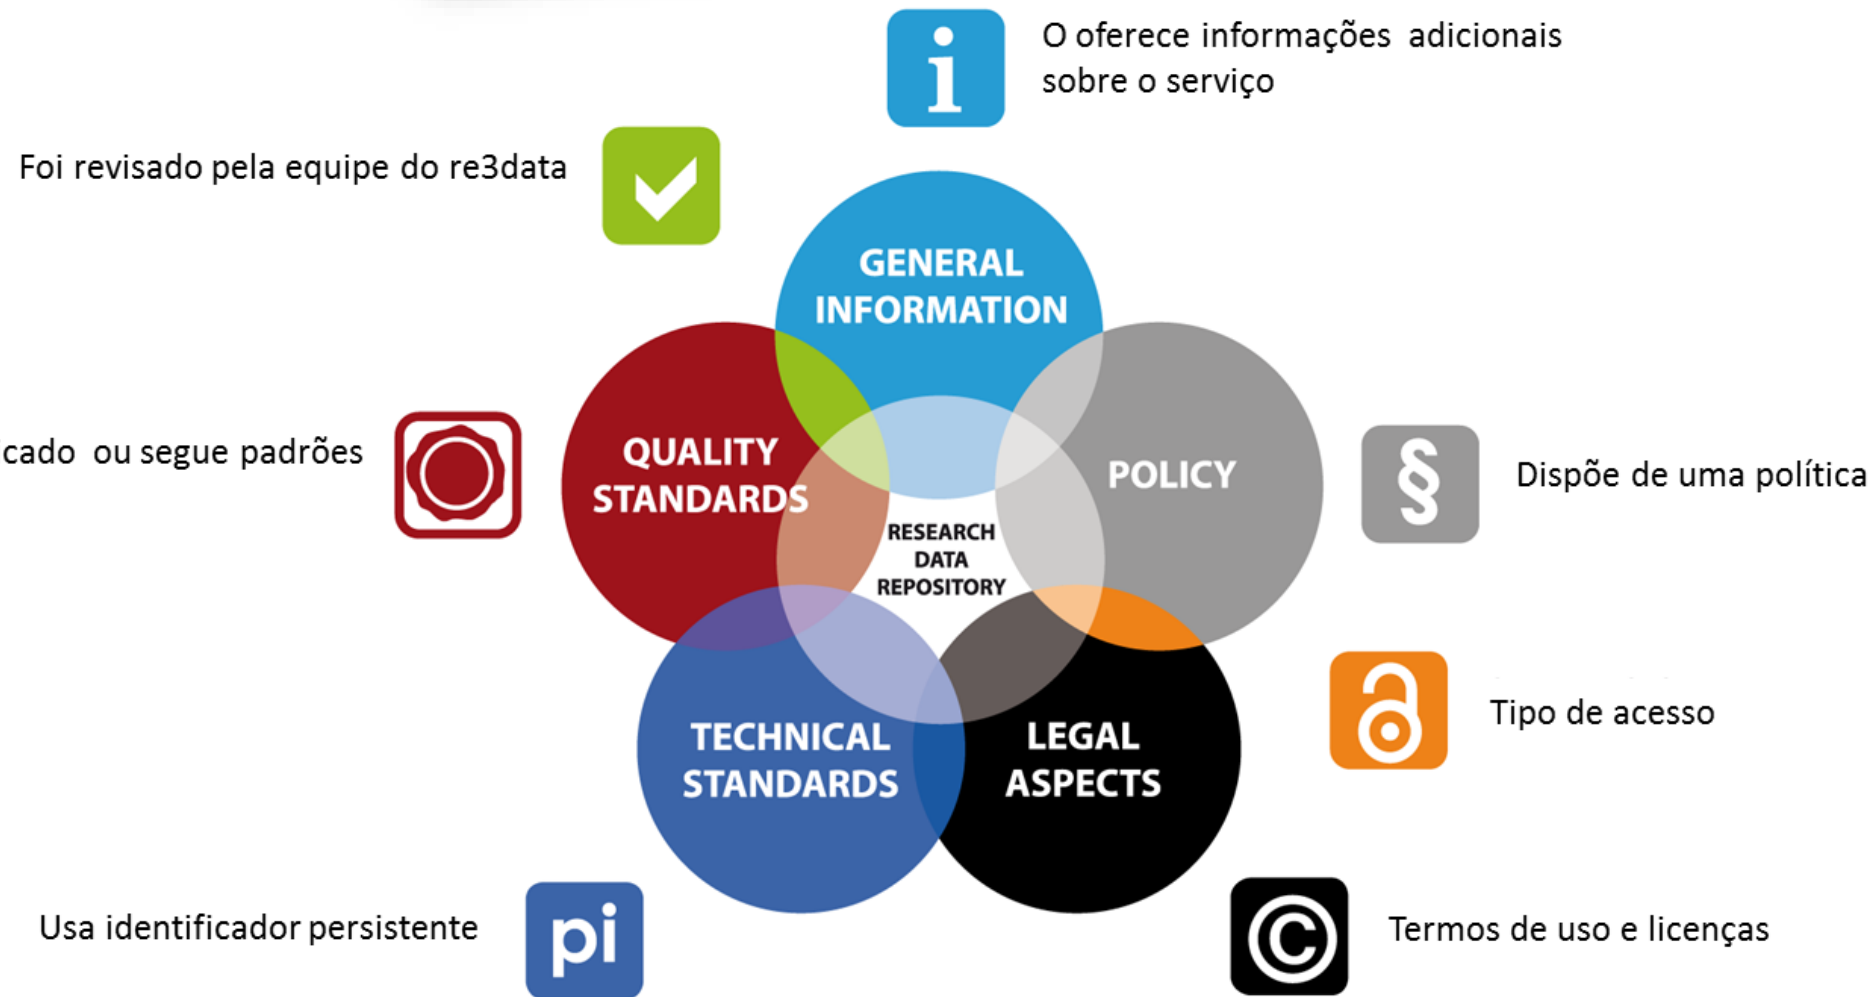 O oferece informações adicionais
sobre o serviço
Foi revisado pela equipe do re3data
GENERAL
INFORMATION
QUALITY
STANDARDS
POLICY
RESEARCH
DATA
REPOSITORY
cado ou segue padrões
§
Dispõe de uma política
Tipo de acesso
TECHNICAL
STANDARDS
LEGAL
ASPECTS
Usa identificador persistente
pi
©
Termos de uso e licenças
i